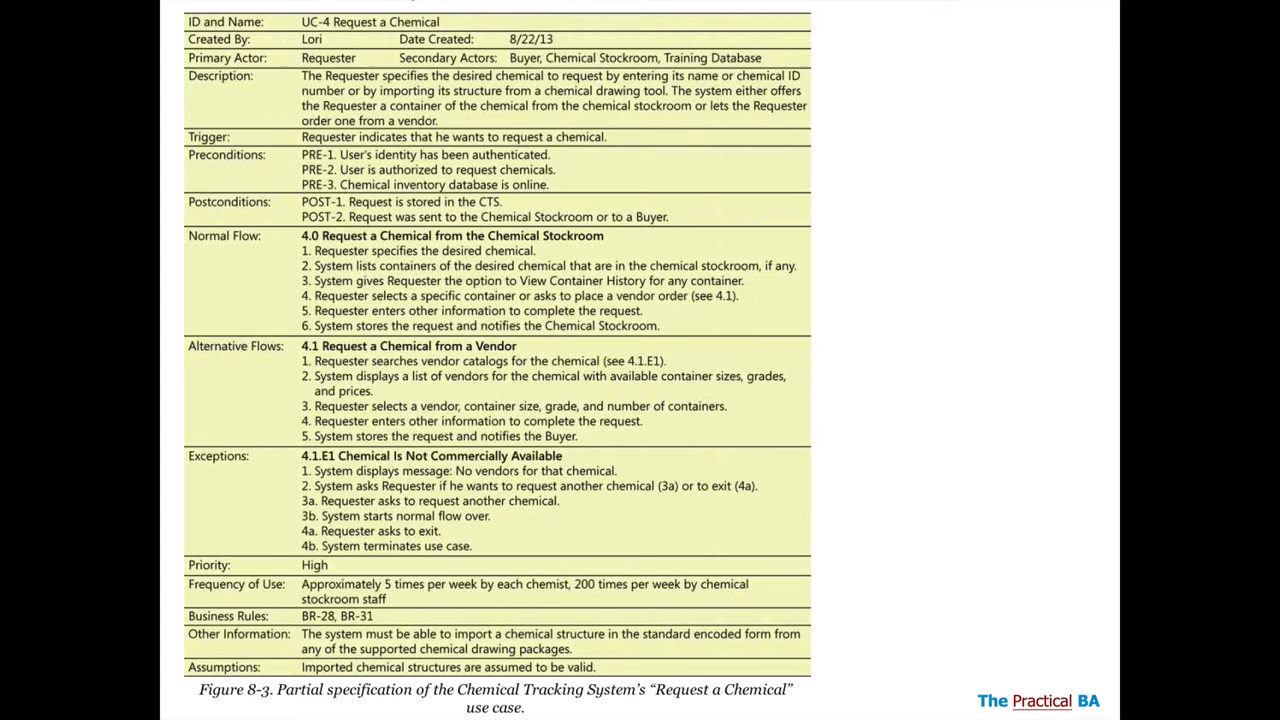 ID and Name: UC-4 Request a Chemical
Created By: Lori Date Created: 8/22/13
Primary Actor: Requester Secondary Actors: Buyer, Chemical Stockroom, Training Database
Description: The Requester specifies the desired chemical to request by entering its name or chemical ID
number or by importing its structure from a chemical drawing tool. The system either offers
the Requester a container of the chemical from the chemical stockroom or lets the Requester
order one from a vendor.
Trigger: Requester indicates that he wants to request a chemical.
Preconditions: PRE-1. User's identity has been authenticated.
PRE-2. User is authorized to request chemicals.
PRE-3. Chemical inventory database is online.
Postconditions: POST-1. Request is stored in the CTS.
POST-2. Request was sent to the Chemical Stockroom or to a Buyer.
Normal Flow: 4.0 Request a Chemical from the Chemical Stockroom
1. Requester specifies the desired chemical.
2. System lists containers of the desired chemical that are in the chemical stockroom, if any.
3. System gives Requester the option to View Container History for any container.
4. Requester selects a specific container or asks to place a vendor order (see 4.1).
5. Requester enters other information to complete the request.
6. System stores the request and notifies the Chemical Stockroom.
Alternative Flows: 4.1 Request a Chemical from a Vendor
1. Requester searches vendor catalogs for the chemical (see 4.1.E1).
2. System displays a list of vendors for the chemical with available container sizes, grades,
and prices.
3. Requester selects a vendor, container size, grade, and number of containers.
4. Requester enters other information to complete the request.
5. System stores the request and notifies the Buyer.
Exceptions: 4.1.E1 Chemical Is Not Commercially Available
1. System displays message: No vendors for that chemical.
2. System asks Requester if he wants to request another chemical (3a) or to exit (4a).
3a. Requester asks to request another chemical.
3b. System starts normal flow over.
4a. Requester asks to exit.
4b. System terminates use case.
Priority: High
Frequency of Use: Approximately 5 times per week by each chemist, 200 times per week by chemical
stockroom staff
Business Rules: BR-28, BR-31
Other Information: The system must be able to import a chemical structure in the standard encoded form from
any of the supported chemical drawing packages.
Assumptions: Imported chemical structures are assumed to be valid.
Figure 8-3. Partial specification of the Chemical Tracking System's “Request a Chemical”
use case.
The Practical BA